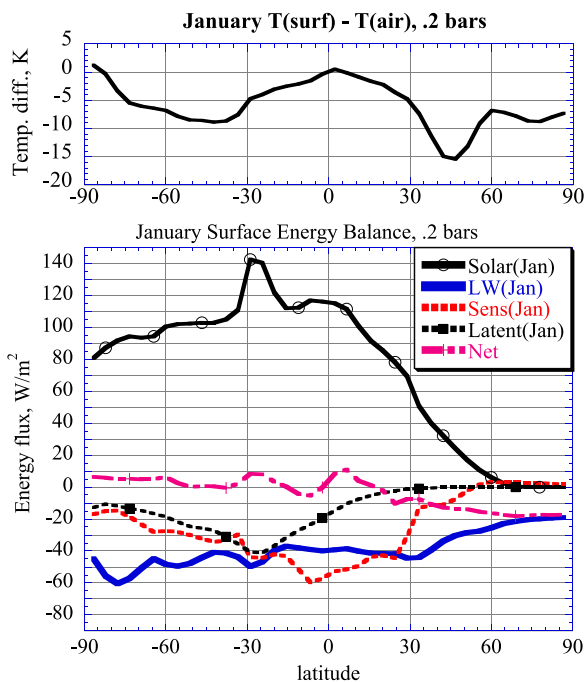 January T(surf) - T(air), .2 bars
Temp. diff., K
5
0
-5
-10
-15
-20
-90 -60 -30 0 30 60 90
January Surface Energy Balance, .2 bars
Energy flux, W/m²
140
120
100
80
60
40
20
0
-20
-40
-60
-80
Solar(Jan)
LW(Jan)
Sens(Jan)
Latent(Jan)
Net
-90 -60 -30 0 30 60 90
latitude